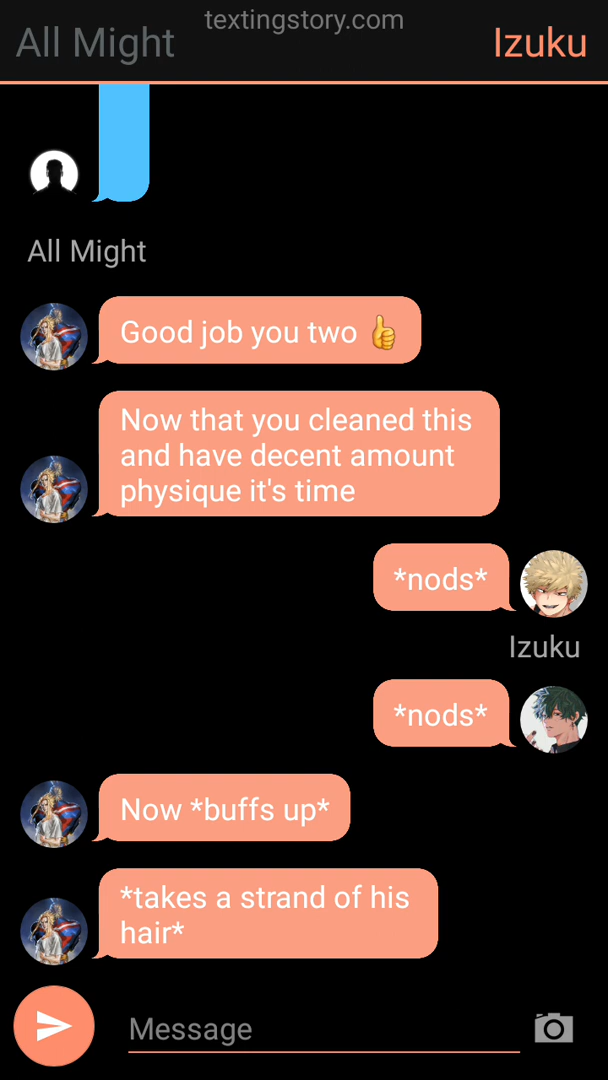 textingstory.com
All Might
Izuku
All Might
Good job you two 👍
Now that you cleaned this
and have decent amount
physique it's time
*nods*
Izuku
*nods*
Now *buffs up*
*takes a strand of his
hair*
Message